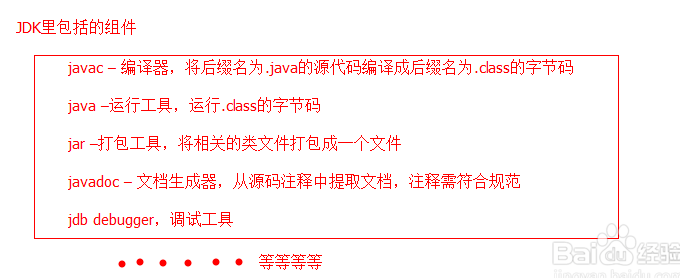 JDK里包括的组件
javac – 编译器，将后缀名为.java的源代码编译成后缀名为.class的字节码
java –运行工具，运行.class的字节码
jar –打包工具，将相关的类文件打包成一个文件
javadoc – 文档生成器，从源码注释中提取文档，注释需符合规范
jdb debugger，调试工具
等等等等
Baidu经验